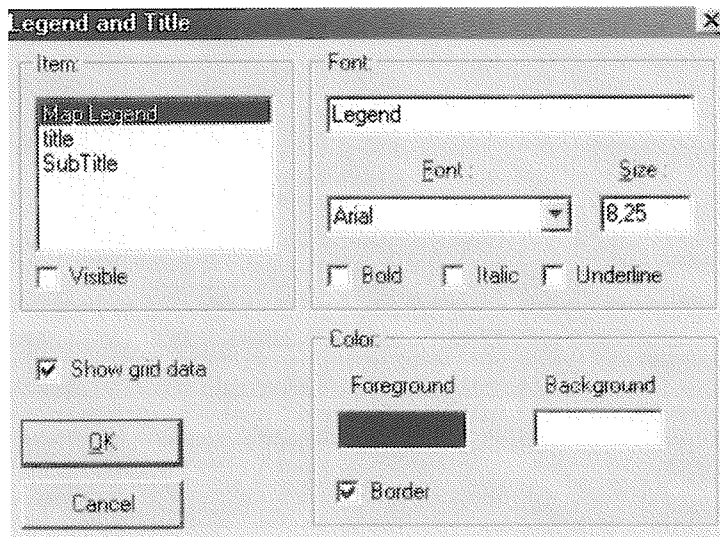 Legend and Title
Item:
Map Legend
title
SubTitle
Visible
Show grid data
OK
Cancel
Font:
Legend
Font :
Size :
Arial
8,25
Bold
Italic
Underline
Color:
Foreground
Background
Border